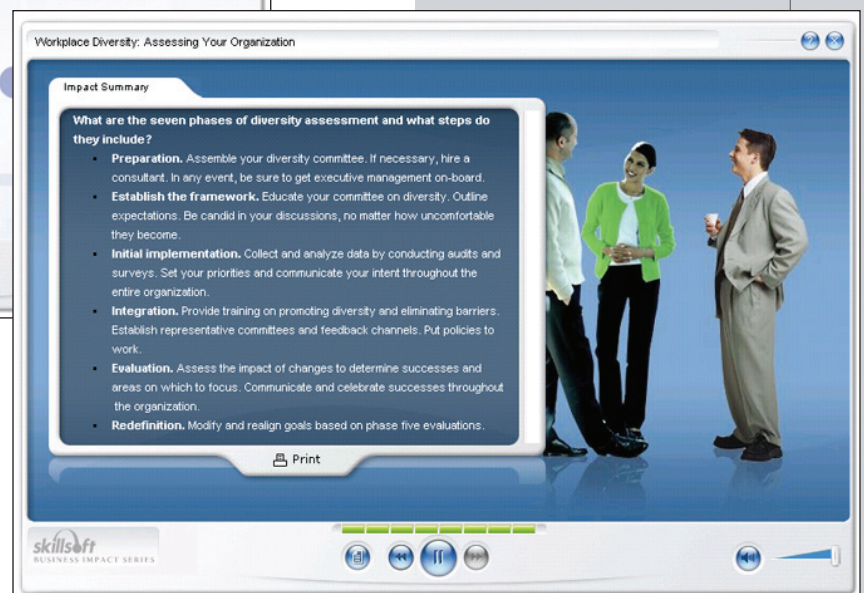 Workplace Diversity: Assessing Your Organization
Impact Summary
What are the seven phases of diversity assessment and what steps do
they include?
▪ Preparation. Assemble your diversity committee. If necessary, hire a
consultant. In any event, be sure to get executive management on-board.
▪ Establish the framework. Educate your committee on diversity. Outline
expectations. Be candid in your discussions, no matter how uncomfortable
they become.
▪ Initial implementation. Collect and analyze data by conducting audits and
surveys. Set your priorities and communicate your intent throughout the
entire organization.
▪ Integration. Provide training on promoting diversity and eliminating barriers.
Establish representative committees and feedback channels. Put policies to
work.
▪ Evaluation. Assess the impact of changes to determine successes and
areas on which to focus. Communicate and celebrate successes throughout
the organization.
▪ Redefinition. Modify and realign goals based on phase five evaluations.
Print
skillsoft
BUSINESS IMPACT SERIES